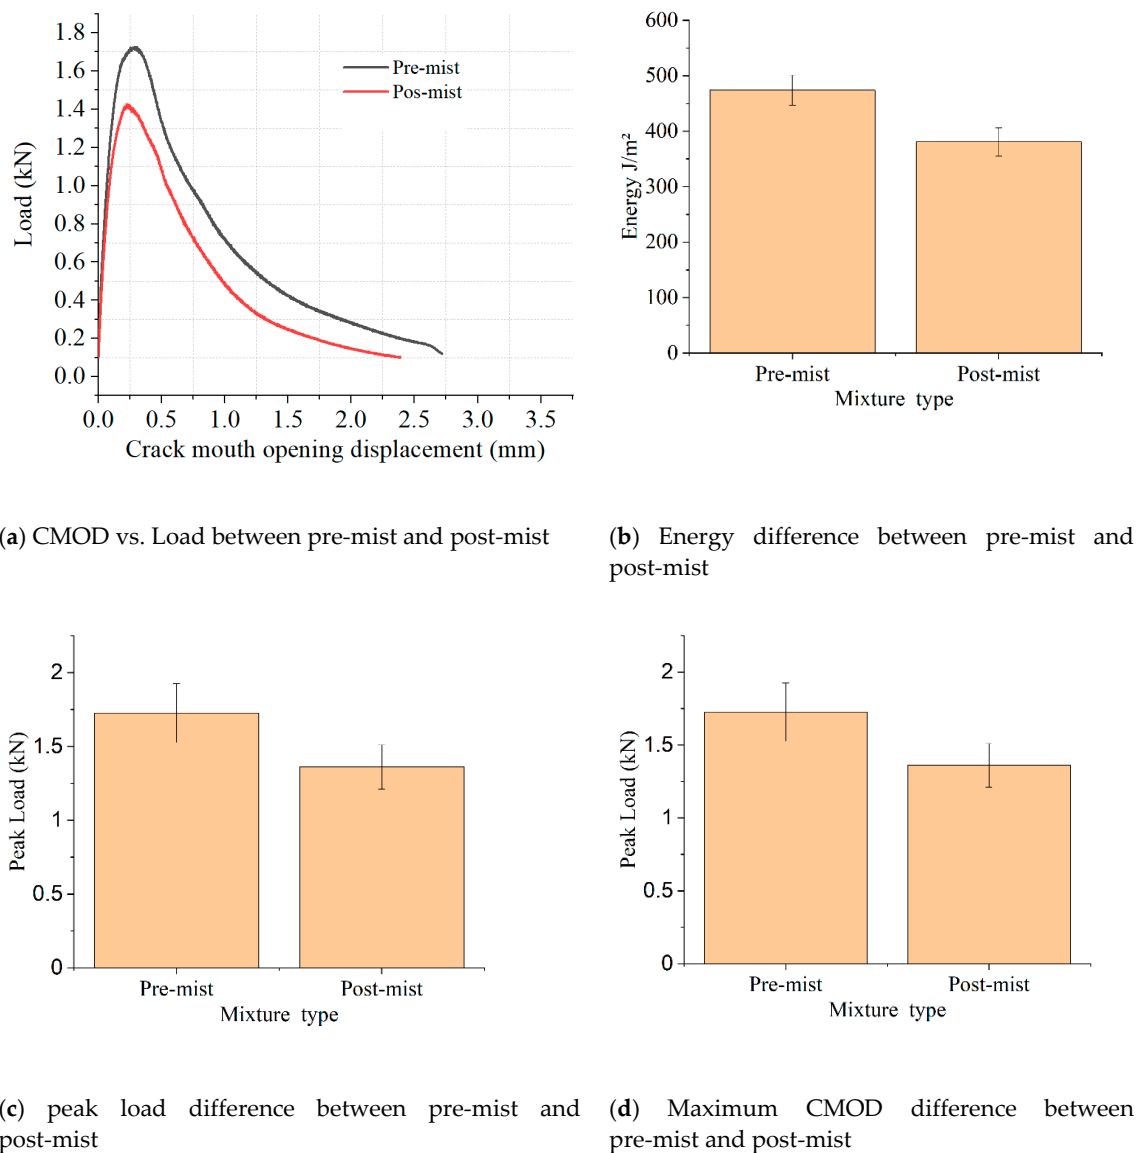 1.8
1.6
1.4
1.2
1.0
0.8
0.6
0.4
0.2
0.0
Load (kN)
Pre-mist
Pos-mist
0.0 0.5 1.0 1.5 2.0 2.5 3.0 3.5
Crack mouth opening displacement (mm)
600
500
400
300
200
100
0
Energy J/m²
Pre-mist Post-mist
Mixture type
(a) CMOD vs. Load between pre-mist and post-mist
(b) Energy difference between pre-mist and
post-mist
2
1.5
1
0.5
0
Peak Load (kN)
Pre-mist Post-mist
Mixture type
2
1.5
1
0.5
0
Peak Load (kN)
Pre-mist Post-mist
Mixture type
(c) peak load difference between pre-mist and
post-mist
(d) Maximum CMOD difference between
pre-mist and post-mist